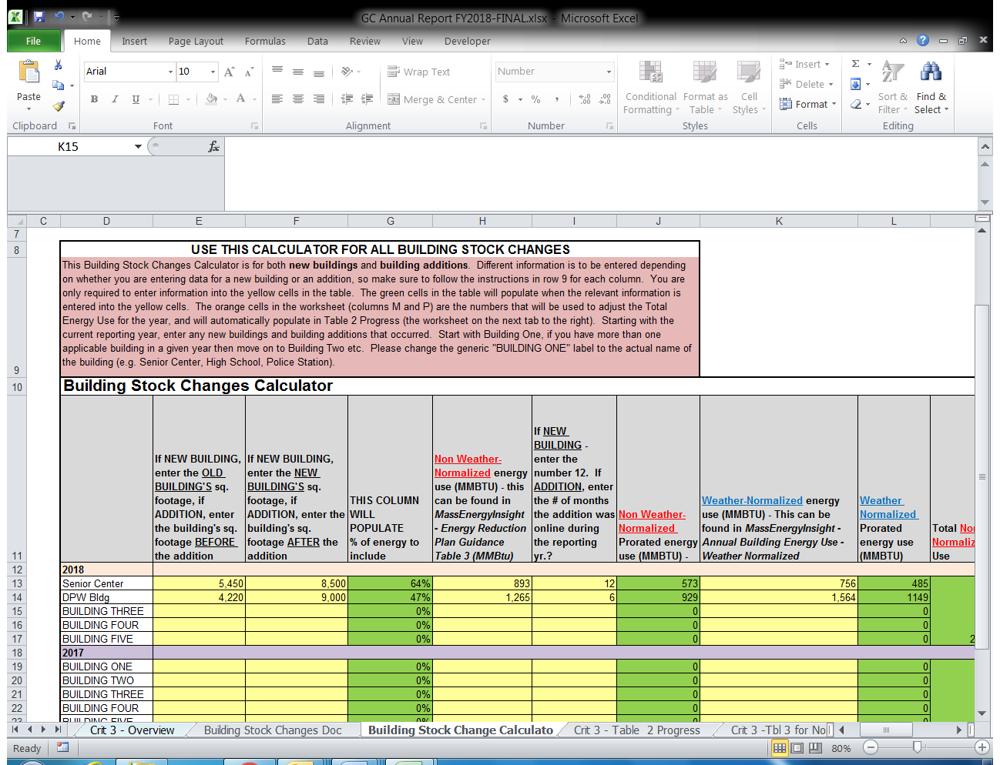 GC Annual Report FY2018-FINAL.xlsx - Microsoft Excel
File Home Insert Page Layout Formulas Data Review View Developer
Paste
Clipboard
Arial 10
B I U
Font
Wrap Text
Merge & Center
Alignment
Number
$ % ,
Number
Conditional Formatting
Format as Table
Cell Styles
Styles
Insert
Delete
Format
Cells
Sort & Filter
Find & Select
Editing
K15 fx
C D E F G H I J K L
7
8 USE THIS CALCULATOR FOR ALL BUILDING STOCK CHANGES
This Building Stock Changes Calculator is for both new buildings and building additions. Different information is to be entered depending
on whether you are entering data for a new building or an addition, so make sure to follow the instructions in row 9 for each column. You are
only required to enter information into the yellow cells in the table. The green cells in the table will populate when the relevant information is
entered into the yellow cells. The orange cells in the worksheet (columns M and P) are the numbers that will be used to adjust the Total
Energy Use for the year, and will automatically populate in Table 2 Progress (the worksheet on the next tab to the right). Starting with the
current reporting year, enter any new buildings and building additions that occurred. Start with Building One, if you have more than one
applicable building in a given year then move on to Building Two etc. Please change the generic "BUILDING ONE" label to the actual name of
the building (e.g. Senior Center, High School, Police Station).
9
10 Building Stock Changes Calculator
11
If NEW BUILDING,
enter the OLD
BUILDING'S sq.
footage, if
ADDITION, enter
the building's sq.
footage BEFORE
the addition
If NEW BUILDING,
enter the NEW
BUILDING'S sq.
footage, if
ADDITION, enter the
building's sq.
footage AFTER the
addition
THIS COLUMN
WILL
POPULATE
% of energy to
include
Non Weather-
Normalized energy
use (MMBTU) - this
can be found in
MassEnergyInsight
- Energy Reduction
Plan Guidance
Table 3 (MMBtu)
If NEW
BUILDING -
enter the
number 12. If
ADDITION, enter
the # of months
the addition was
online during
the reporting
yr.?
Non Weather-
Normalized
Prorated energy
use (MMBTU) -
Weather-Normalized energy
use (MMBTU) - This can be
found in MassEnergyInsight -
Annual Building Energy Use -
Weather Normalized
Weather
Normalized
Prorated
energy use
(MMBTU)
Total
Use
12 2018
13 Senior Center 5,450 8,500 64% 893 12 573 756 485
14 DPW Bldg 4,220 9,000 47% 1,265 6 929 1,564 1149
15 BUILDING THREE 0% 0 0
16 BUILDING FOUR 0% 0 0
17 BUILDING FIVE 0% 0 0 2
18 2017
19 BUILDING ONE 0% 0 0
20 BUILDING TWO 0% 0 0
21 BUILDING THREE 0% 0 0
22 BUILDING FOUR 0% 0 0
23 BUILDING FIVE 0% 0 0
Crit 3 - Overview Building Stock Changes Doc Building Stock Change Calculato Crit 3 - Table 2 Progress Crit 3 -Tbl 3 for No
Ready 80%